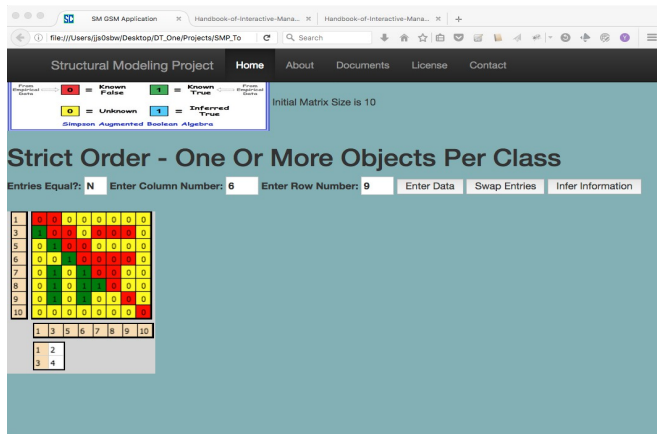 SC SM GSM Application × Handbook-of-Interactive-Mana... × Handbook-of-Interactive-Mana... × +
file:///Users/jjs0sbw/Desktop/DT_One/Projects/SMP_To C Search
Structural Modeling Project Home About Documents License Contact
From Empirical Data 0 = Known False 1 = Known True From Empirical Data
0 = Unknown 1 = Inferred True
Simpson Augmented Boolean Algebra
Initial Matrix Size is 10
Strict Order - One Or More Objects Per Class
Entries Equal?: N Enter Column Number: 6 Enter Row Number: 9 Enter Data Swap Entries Infer Information
1 0 0 0 0 0 0 0 0
3 1 0 0 0 0 0 0 0
5 0 1 0 0 0 0 0 0
6 0 0 1 0 0 0 0 0
7 0 1 0 1 0 0 0 0
8 0 1 0 1 1 0 0 0
9 0 1 0 1 0 0 0 0
10 0 0 0 0 0 0 0 0
1 3 5 6 7 8 9 10
1 2
3 4